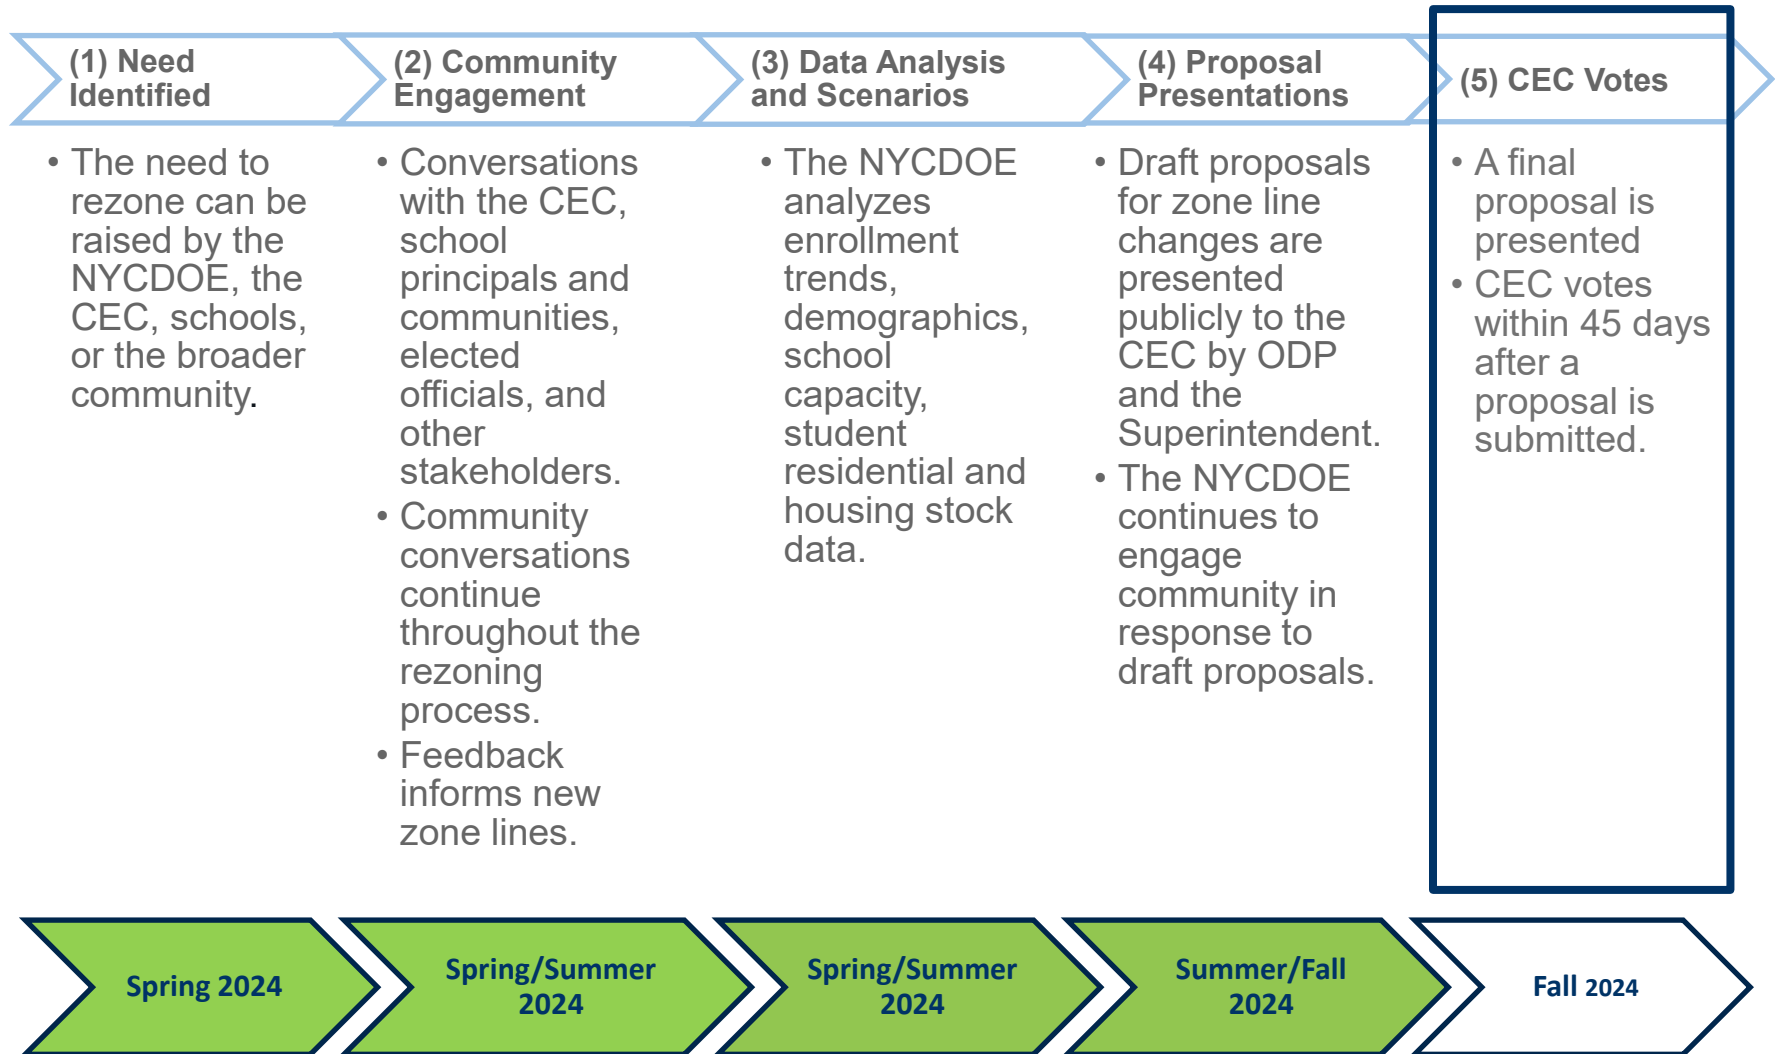 (1) Need
Identified
• The need to
rezone can be
raised by the
NYCDOE, the
CEC, schools,
or the broader
community.
(2) Community
Engagement
• Conversations
with the CEC,
school
principals and
communities,
elected
officials, and
other
stakeholders.
• Community
conversations
continue
throughout the
rezoning
process.
• Feedback
informs new
zone lines.
(3) Data Analysis
and Scenarios
• The NYCDOE
analyzes
enrollment
trends,
demographics,
school
capacity,
student
residential and
housing stock
data.
(4) Proposal
Presentations
• Draft proposals
for zone line
changes are
presented
publicly to the
CEC by ODP
and the
Superintendent.
• The NYCDOE
continues to
engage
community in
response to
draft proposals.
(5) CEC Votes
• A final
proposal is
presented
• CEC votes
within 45 days
after a
proposal is
submitted.
Spring 2024
Spring/Summer
2024
Spring/Summer
2024
Summer/Fall
2024
Fall 2024